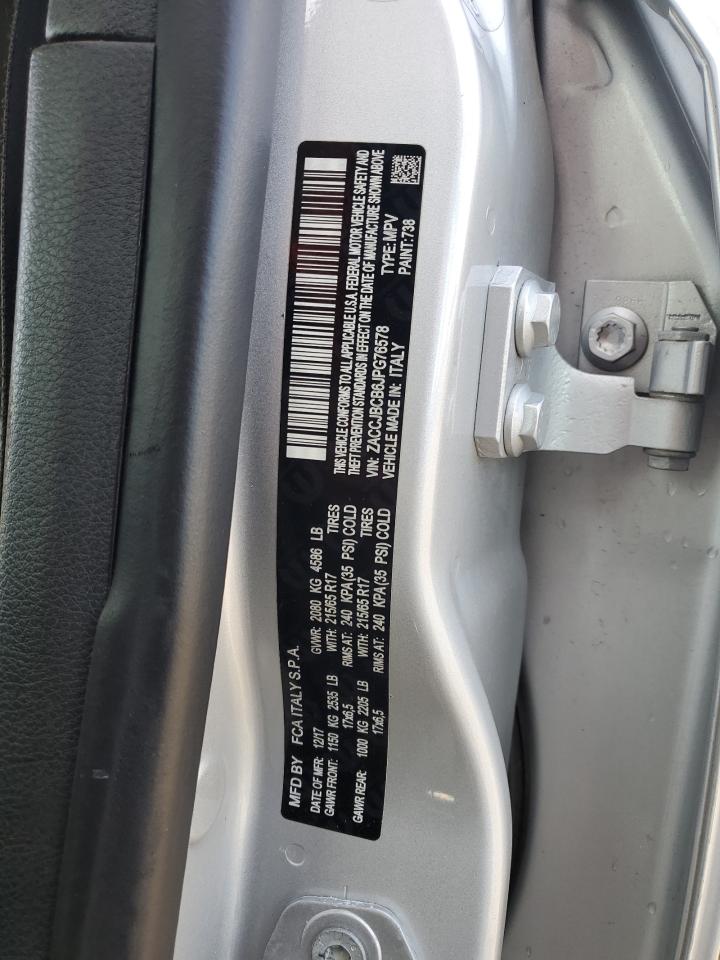 MFD BY FCA ITALY S.P.A.
DATE OF MFR: 12/17 GVWR: 2080 KG 4586 LB
GAWR FRONT: 1150 KG 2535 LB WITH: 215/65 R17 TIRES
17x6,5 RIMS AT: 240 KPA(35 PSI) COLD
GAWR REAR: 1000 KG 2205 LB WITH: 215/65 R17 TIRES
17x6,5 RIMS AT: 240 KPA(35 PSI) COLD
THIS VEHICLE CONFORMS TO ALL APPLICABLE U.S.A. FEDERAL MOTOR VEHICLE SAFETY AND
THEFT PREVENTION STANDARDS IN EFFECT ON THE DATE OF MANUFACTURE SHOWN ABOVE
VIN: ZACCJBCB6JPG76578 TYPE: MPV
VEHICLE MADE IN: ITALY PAINT: 738